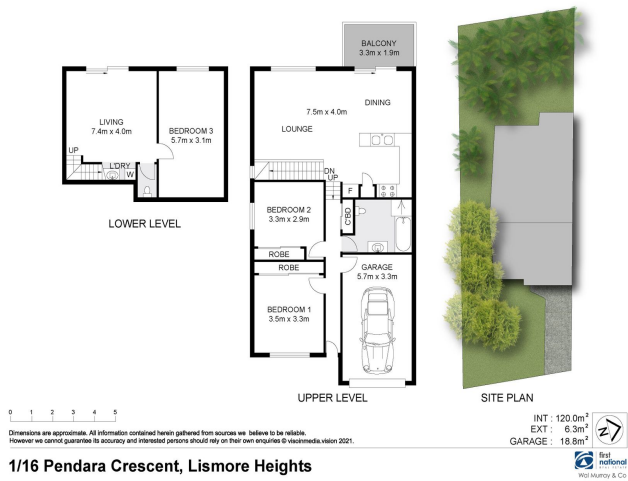 BALCONY
3.3m x 1.9m
LIVING
7.4m x 4.0m
BEDROOM 3
5.7m x 3.1m
UP
L'DRY
W
LOWER LEVEL
DINING
7.5m x 4.0m
LOUNGE
DN
UP
F
C'BO
BEDROOM 2
3.3m x 2.9m
ROBE
ROBE
GARAGE
5.7m x 3.3m
BEDROOM 1
3.5m x 3.3m
UPPER LEVEL
SITE PLAN
0 1 2 3 4 5
INT : 120.0m²
EXT : 6.3m²
GARAGE : 18.8m²
N
Dimensions are approximate. All information contained herein gathered from sources we believe to be reliable.
However we cannot guarantee its accuracy and interested persons should rely on their own enquiries © visoinmedia.vision 2021.
1/16 Pendara Crescent, Lismore Heights
first
national
REAL ESTATE
Wal Murray & Co